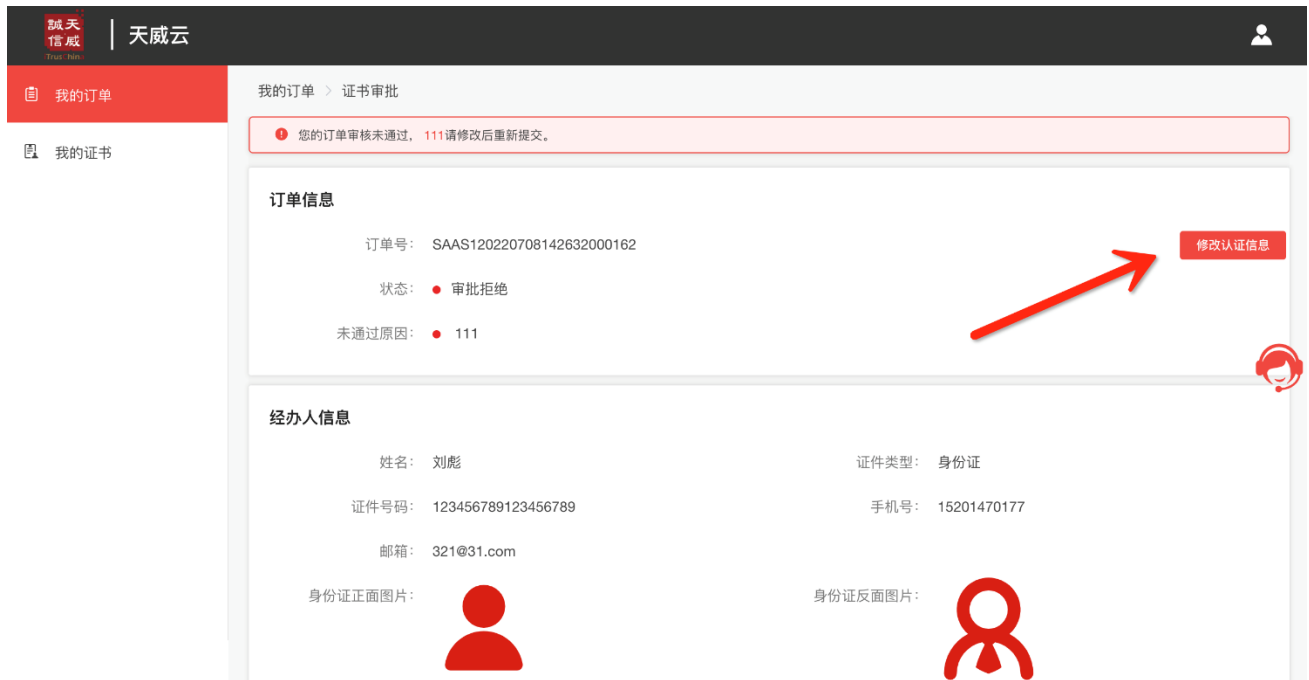 誠天
信威
天威云
我的订单
我的证书
我的订单 > 证书审批
您的订单审核未通过， 111请修改后重新提交。
订单信息
订单号： SAAS120220708142632000162
修改认证信息
状态： 审批拒绝
未通过原因： 111
经办人信息
姓名： 刘彪 证件类型： 身份证
证件号码： 123456789123456789 手机号： 15201470177
邮箱： 321@31.com
身份证正面图片： 身份证反面图片：